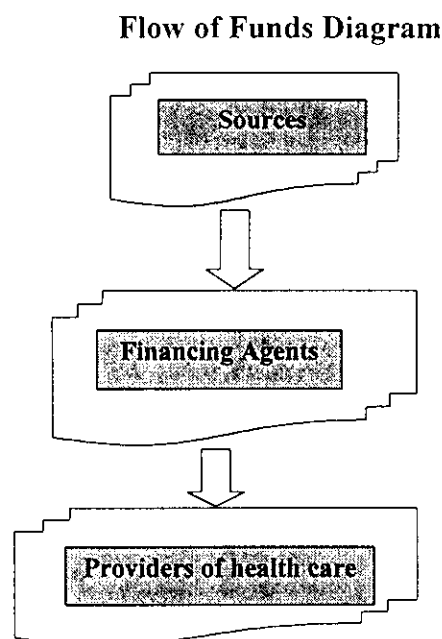 Flow of Funds Diagram
Sources
Financing Agents
Providers of health care